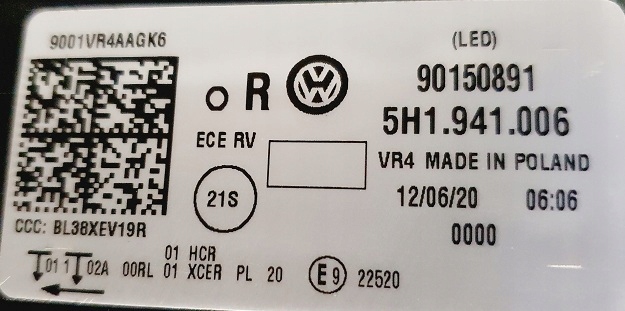 9001VR4AAGK6
(LED)
o R
90150891
5H1.941.006
ECE RV
VR4 MADE IN POLAND
21S
12/06/20 06:06
0000
CCC: BL38XEV19R
01 HCR
01 1 02A 00RL 01 XCER PL 20 E9 22520